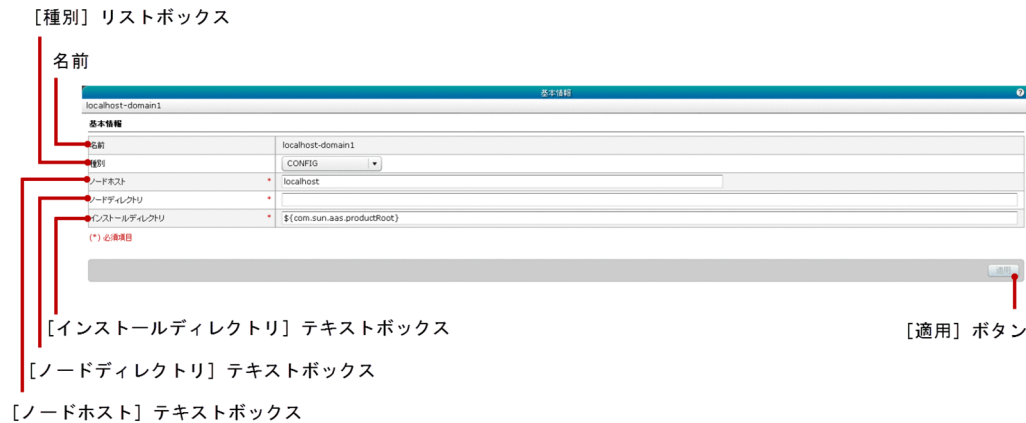 ［種別］リストボックス
名前
基本情報
?
localhost-domain1
基本情報
名前 localhost-domain1
種別 CONFIG
ノードホスト * localhost
ノードディレクトリ *
インストールディレクトリ * ${com.sun.aas.productRoot}
(*) 必須項目
適用
［インストールディレクトリ］テキストボックス
［適用］ボタン
［ノードディレクトリ］テキストボックス
［ノードホスト］テキストボックス